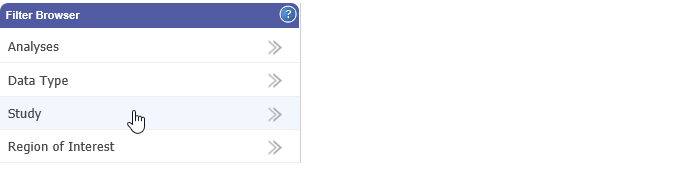 Filter Browser ?
Analyses
Data Type
Study
Region of Interest